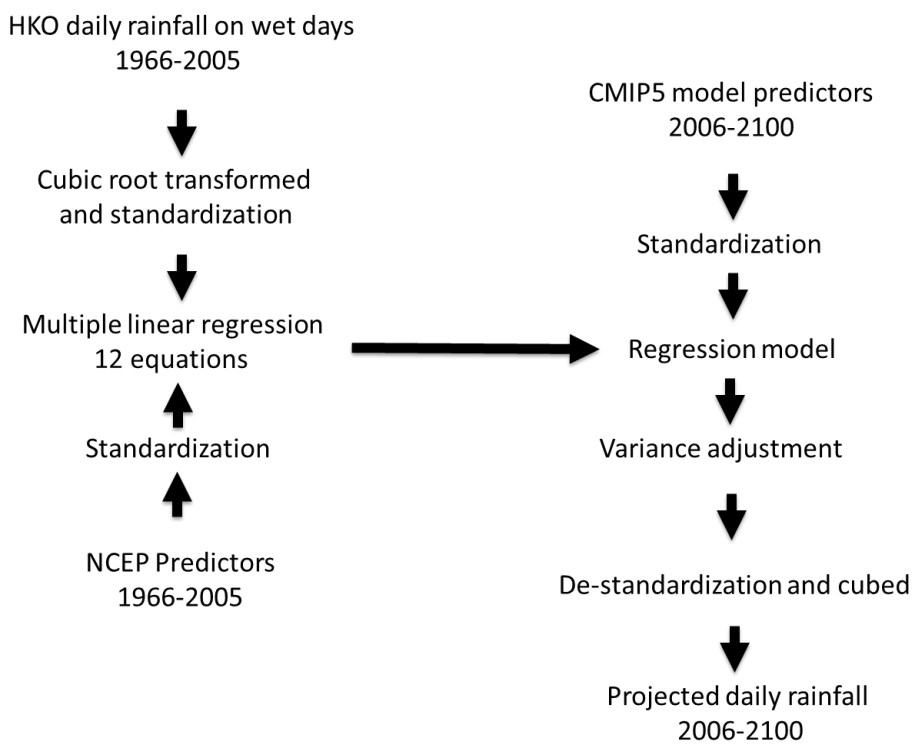 HKO daily rainfall on wet days
1966-2005
Cubic root transformed
and standardization
Multiple linear regression
12 equations
Standardization
NCEP Predictors
1966-2005
CMIP5 model predictors
2006-2100
Standardization
Regression model
Variance adjustment
De-standardization and cubed
Projected daily rainfall
2006-2100